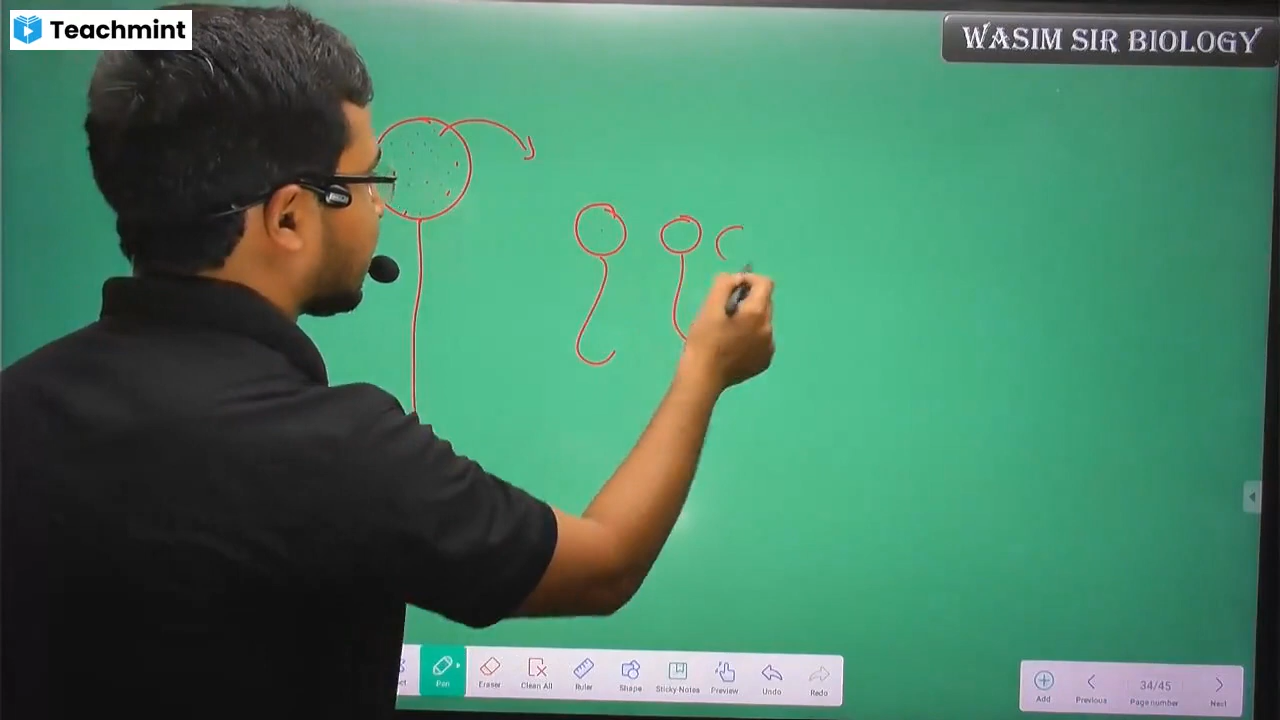 Teachmint
WASIM SIR BIOLOGY
Pen
Eraser
Clean All
Ruler
Shape
Sticky-Notes
Preview
Undo
Redo
Add
Previous
34/45
Page number
Next